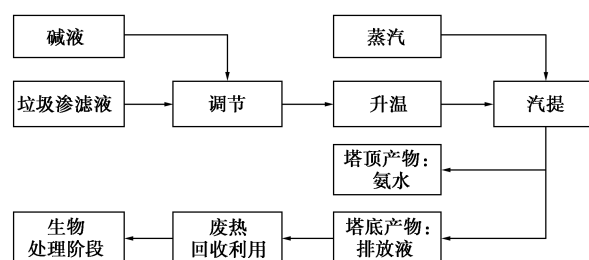 碱液
蒸汽
垃圾渗滤液
调节
升温
汽提
塔顶产物：
氨水
生物
处理阶段
废热
回收利用
塔底产物：
排放液